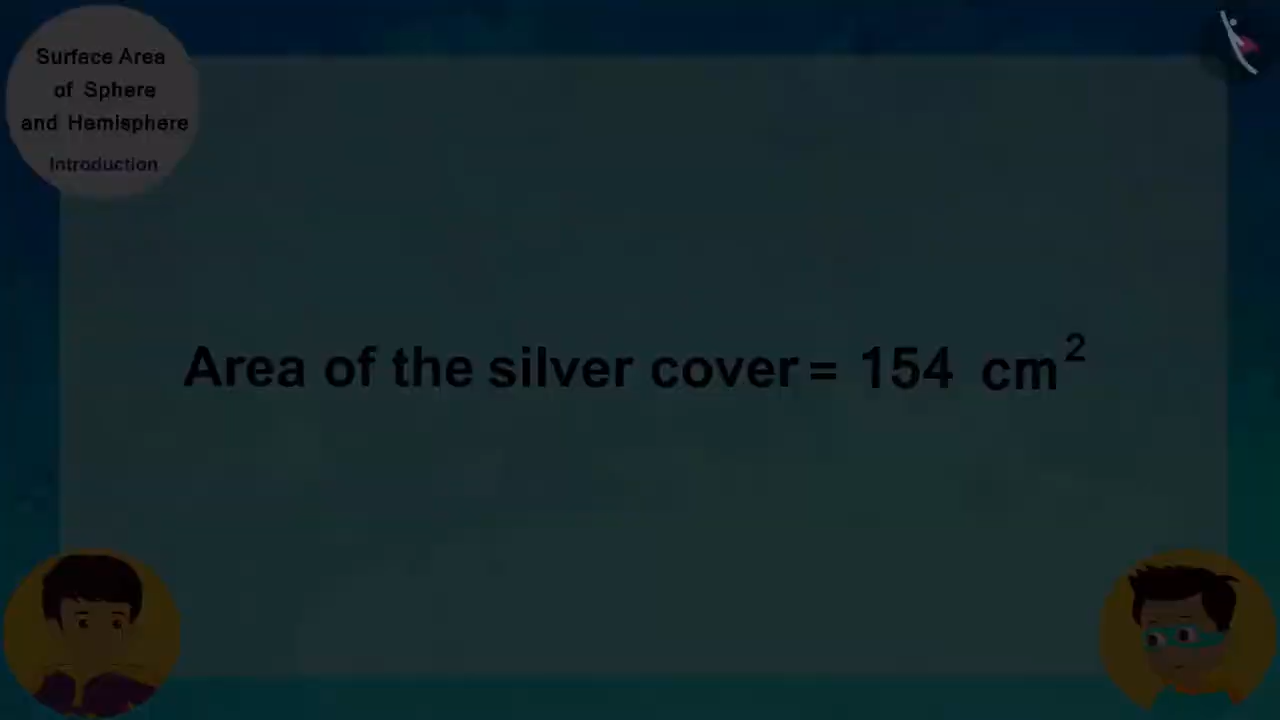 Surface Area
of Sphere
and Hemisphere
Introduction
Area of the silver cover = 154 cm²